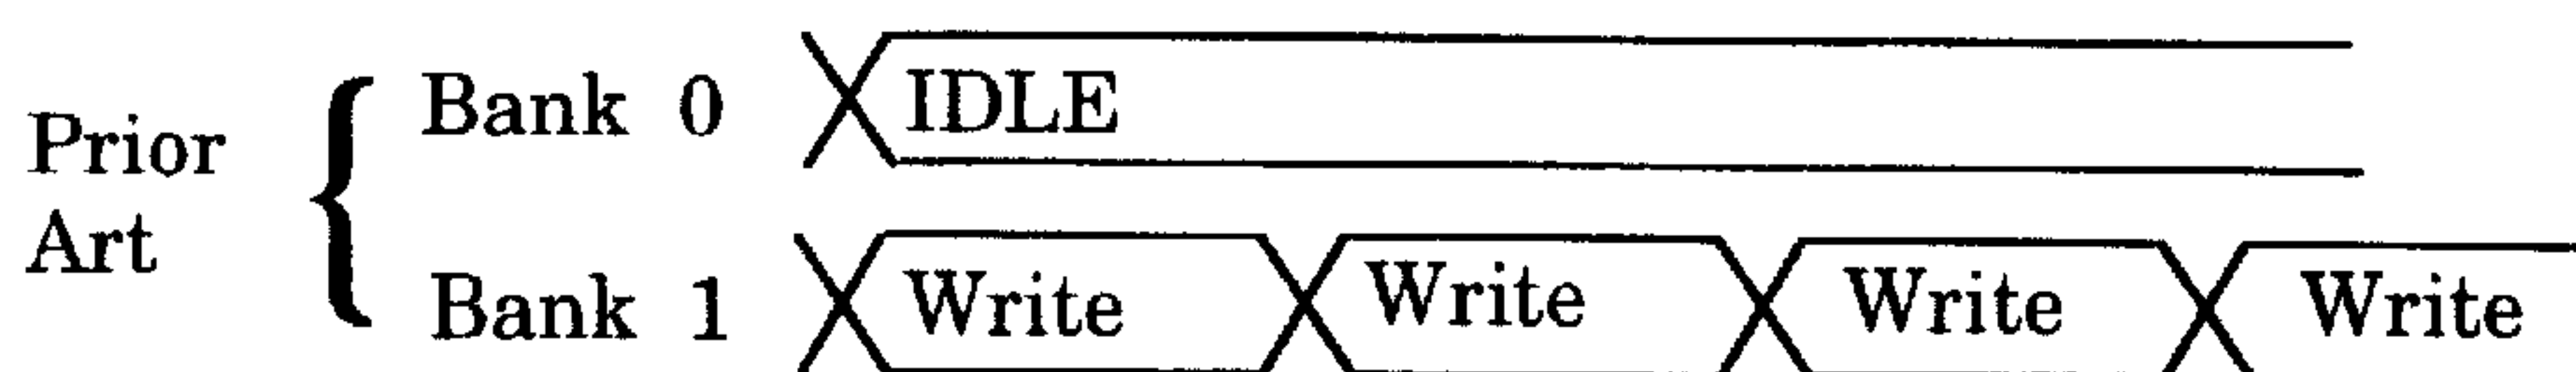 Prior
Art
Bank 0
IDLE
Bank 1
Write
Write
Write
Write